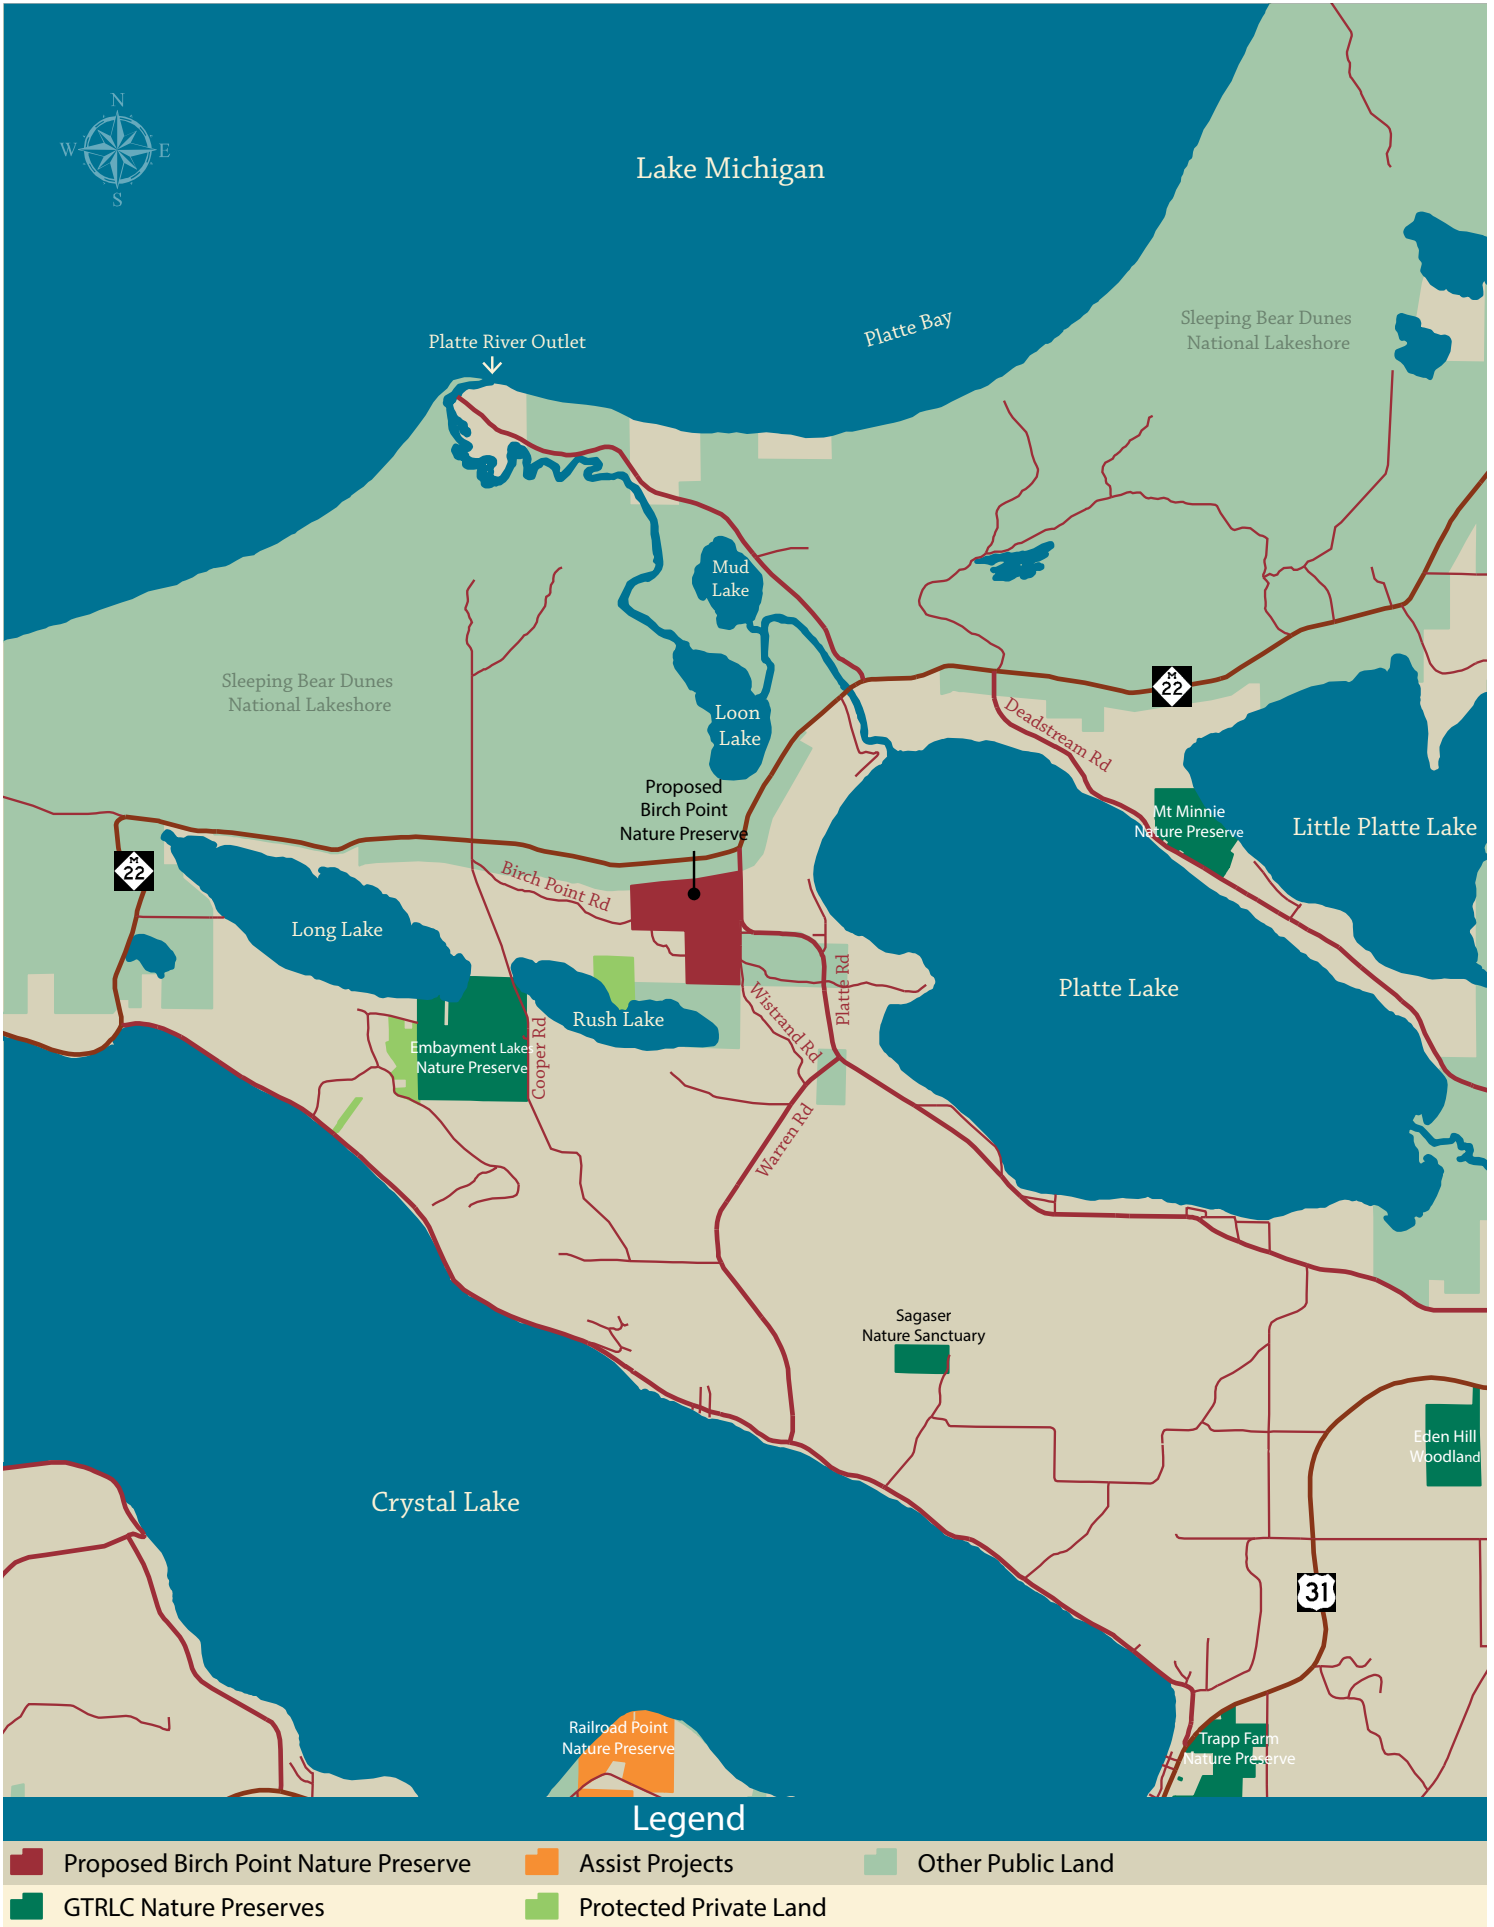 N
W E
S
Lake Michigan
Platte Bay
Sleeping Bear Dunes
National Lakeshore
Platte River Outlet
Mud
Lake
Sleeping Bear Dunes
National Lakeshore
M
22
Loon
Lake
Deadstream Rd
Proposed
Birch Point
Nature Preserve
Mt Minnie
Nature Preserve
Little Platte Lake
M
22
Birch Point Rd
Long Lake
Platte Rd
Platte Lake
Wistrand Rd
Rush Lake
Embayment Lakes
Nature Preserve
Cooper Rd
Warren Rd
Sagaser
Nature Sanctuary
Eden Hill
Woodland
Crystal Lake
31
Railroad Point
Nature Preserve
Trapp Farm
Nature Preserve
Legend
Proposed Birch Point Nature Preserve
Assist Projects
Other Public Land
GTRLC Nature Preserves
Protected Private Land